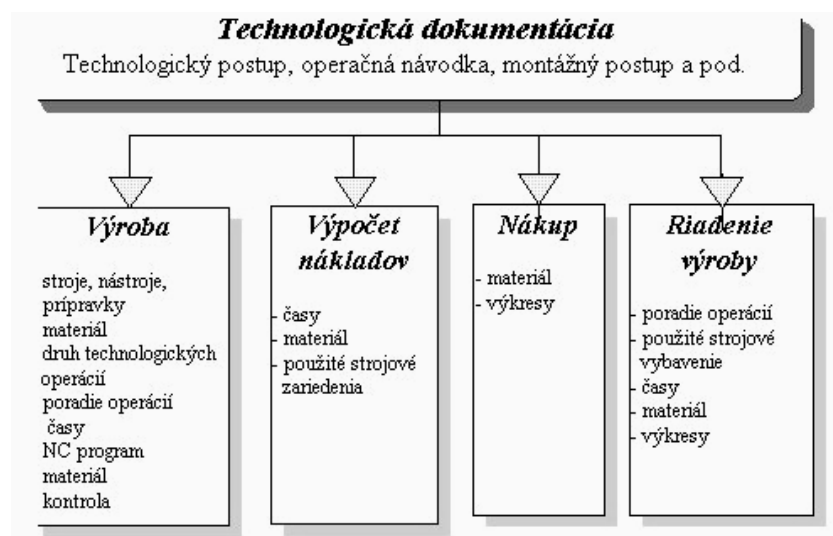 Technologická dokumentácia
Technologický postup, operačná návodka, montážný postup a pod.
Výroba
stroje, nástroje,
prípravky
materiál
druh technologických
operácií
poradie operácií
časy
NC program
materiál
kontrola
Výpočet
nákladov
- časy
- materiál
- použité strojové
zariedenia
Nákup
- materiál
- výkresy
Riadenie
výroby
- poradie operácií
- použité strojové
vybavenie
- časy
- materiál
- výkresy